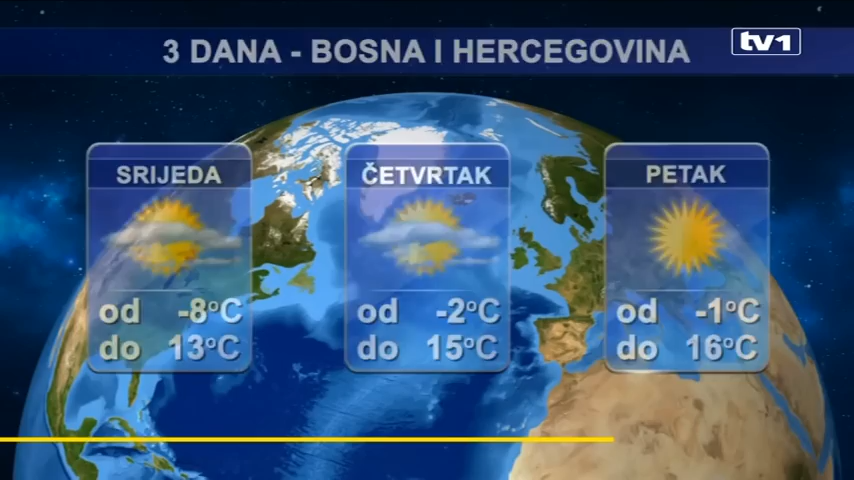 3 DANA - BOSNA I HERCEGOVINA
tv1
SRIJEDA
od -8°C
do 13°C
ČETVRTAK
od -2°C
do 15°C
PETAK
od -1°C
do 16°C